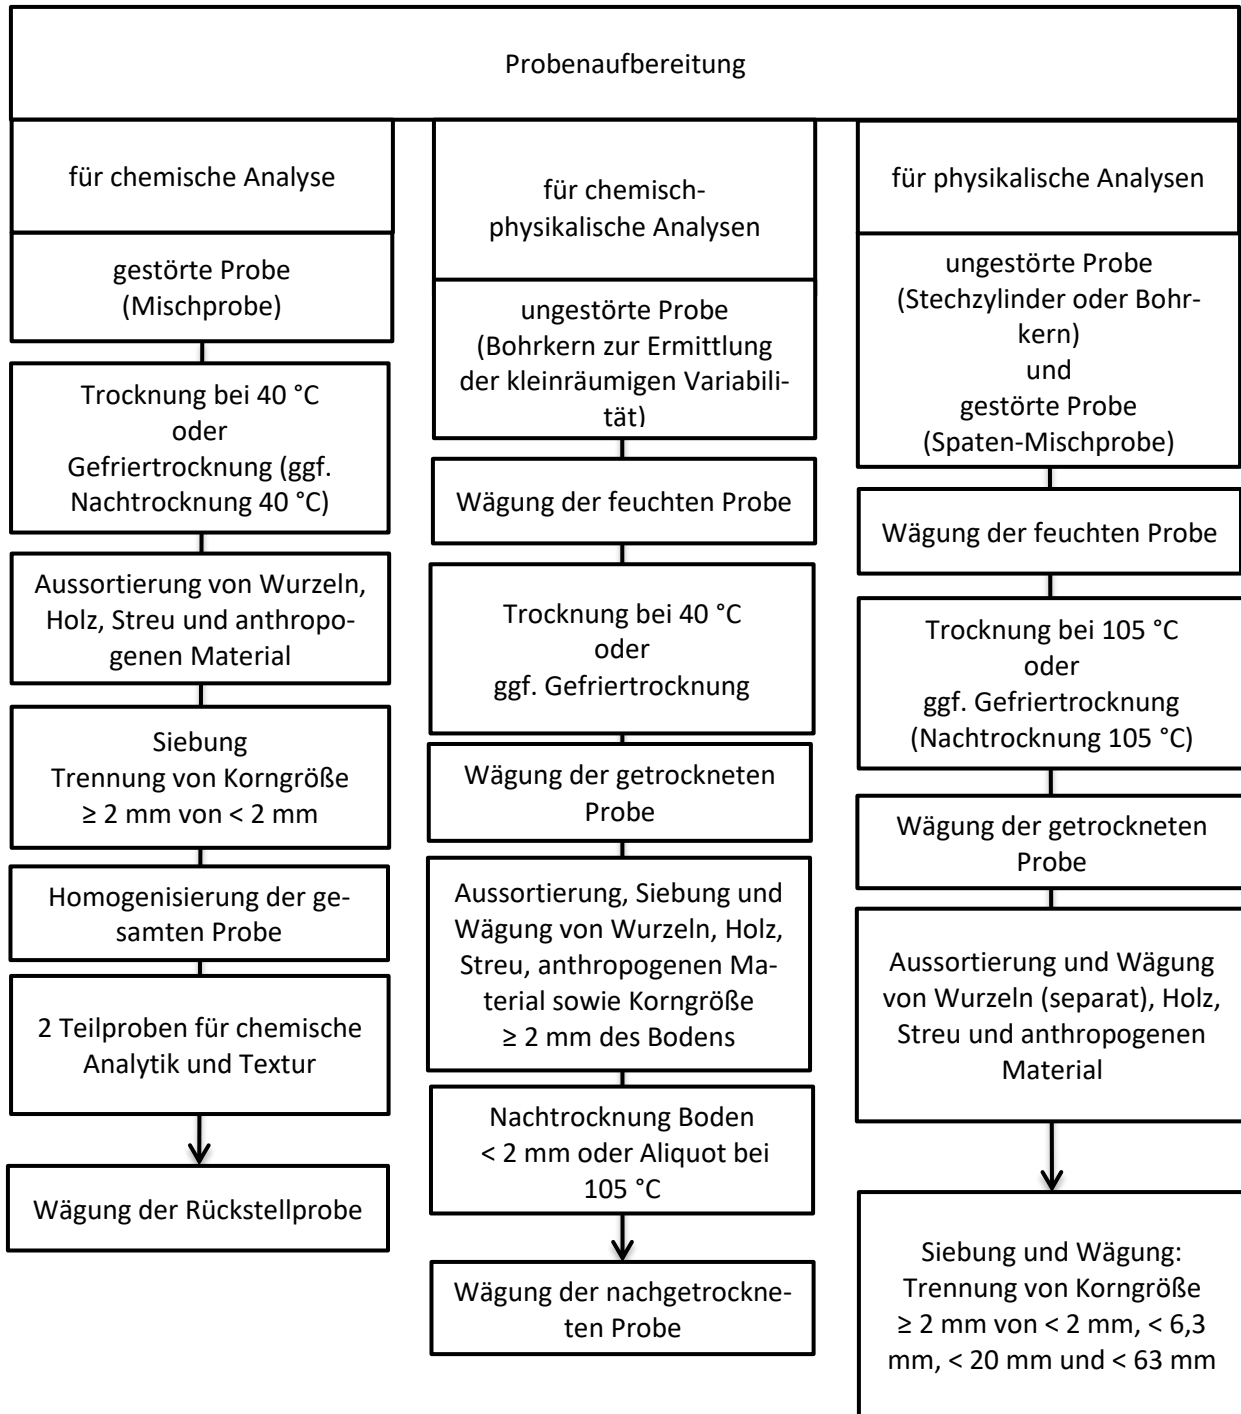 Probenaufbereitung
für chemische Analyse
gestörte Probe
(Mischprobe)
Trocknung bei 40 °C
oder
Gefriertrocknung (ggf.
Nachtrocknung 40 °C)
Aussortierung von Wurzeln,
Holz, Streu und anthropo-
genen Material
Siebung
Trennung von Korngröße
≥ 2 mm von < 2 mm
Homogenisierung der ge-
samten Probe
2 Teilproben für chemische
Analytik und Textur
Wägung der Rückstellprobe
für chemisch-
physikalische Analysen
ungestörte Probe
(Bohrkern zur Ermittlung
der kleinräumigen Variabili-
tät)
Wägung der feuchten Probe
Trocknung bei 40 °C
oder
ggf. Gefriertrocknung
Wägung der getrockneten
Probe
Aussortierung, Siebung und
Wägung von Wurzeln, Holz,
Streu, anthropogenen Ma-
terial sowie Korngröße
≥ 2 mm des Bodens
Nachtrocknung Boden
< 2 mm oder Aliquot bei
105 °C
Wägung der nachgetrockne-
ten Probe
für physikalische Analysen
ungestörte Probe
(Stechzylinder oder Bohr-
kern)
und
gestörte Probe
(Spaten-Mischprobe)
Wägung der feuchten Probe
Trocknung bei 105 °C
oder
ggf. Gefriertrocknung
(Nachtrocknung 105 °C)
Wägung der getrockneten
Probe
Aussortierung und Wägung
von Wurzeln (separat), Holz,
Streu und anthropogenen
Material
Siebung und Wägung:
Trennung von Korngröße
≥ 2 mm von < 2 mm, < 6,3
mm, < 20 mm und < 63 mm